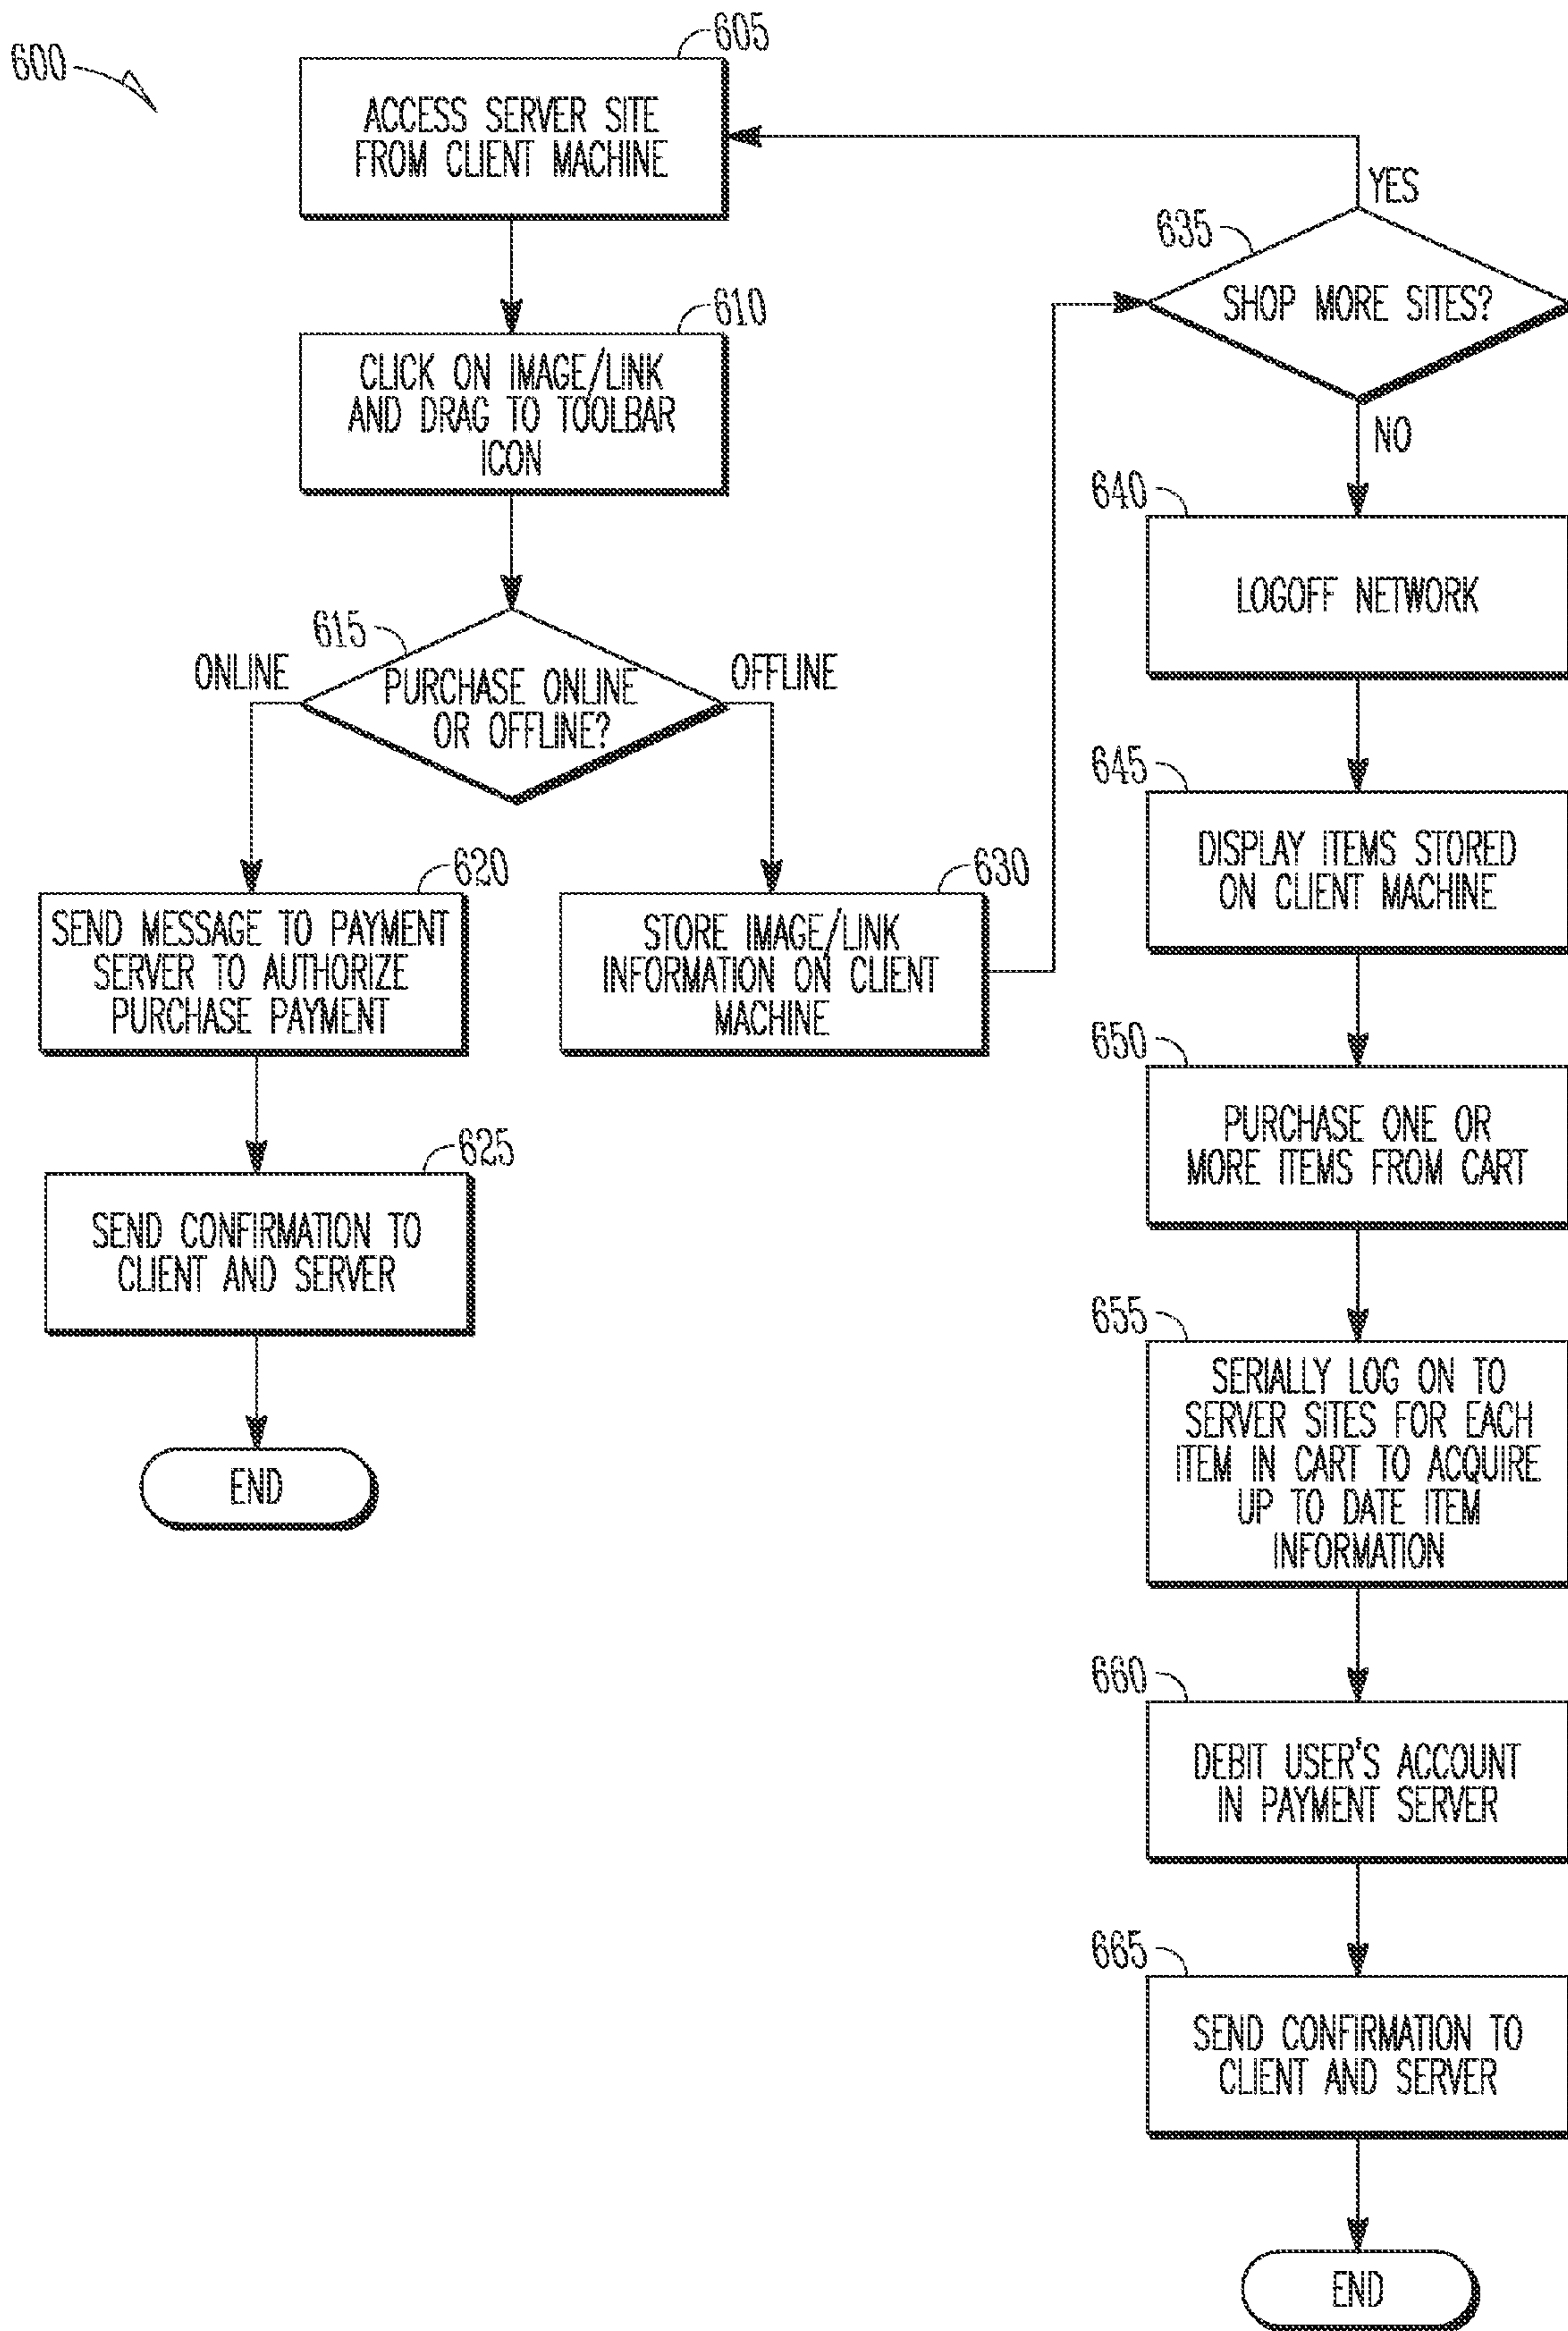 600
605
ACCESS SERVER SITE
FROM CLIENT MACHINE
610
CLICK ON IMAGE/LINK
AND DRAG TO TOOLBAR
ICON
615
PURCHASE ONLINE
OR OFFLINE?
ONLINE
OFFLINE
620
SEND MESSAGE TO PAYMENT
SERVER TO AUTHORIZE
PURCHASE PAYMENT
625
SEND CONFIRMATION TO
CLIENT AND SERVER
END
630
STORE IMAGE/LINK
INFORMATION ON CLIENT
MACHINE
635
SHOP MORE SITES?
YES
NO
640
LOGOFF NETWORK
645
DISPLAY ITEMS STORED
ON CLIENT MACHINE
650
PURCHASE ONE OR
MORE ITEMS FROM CART
655
SERIALLY LOG ON TO
SERVER SITES FOR EACH
ITEM IN CART TO ACQUIRE
UP TO DATE ITEM
INFORMATION
660
DEBIT USER'S ACCOUNT
IN PAYMENT SERVER
665
SEND CONFIRMATION TO
CLIENT AND SERVER
END